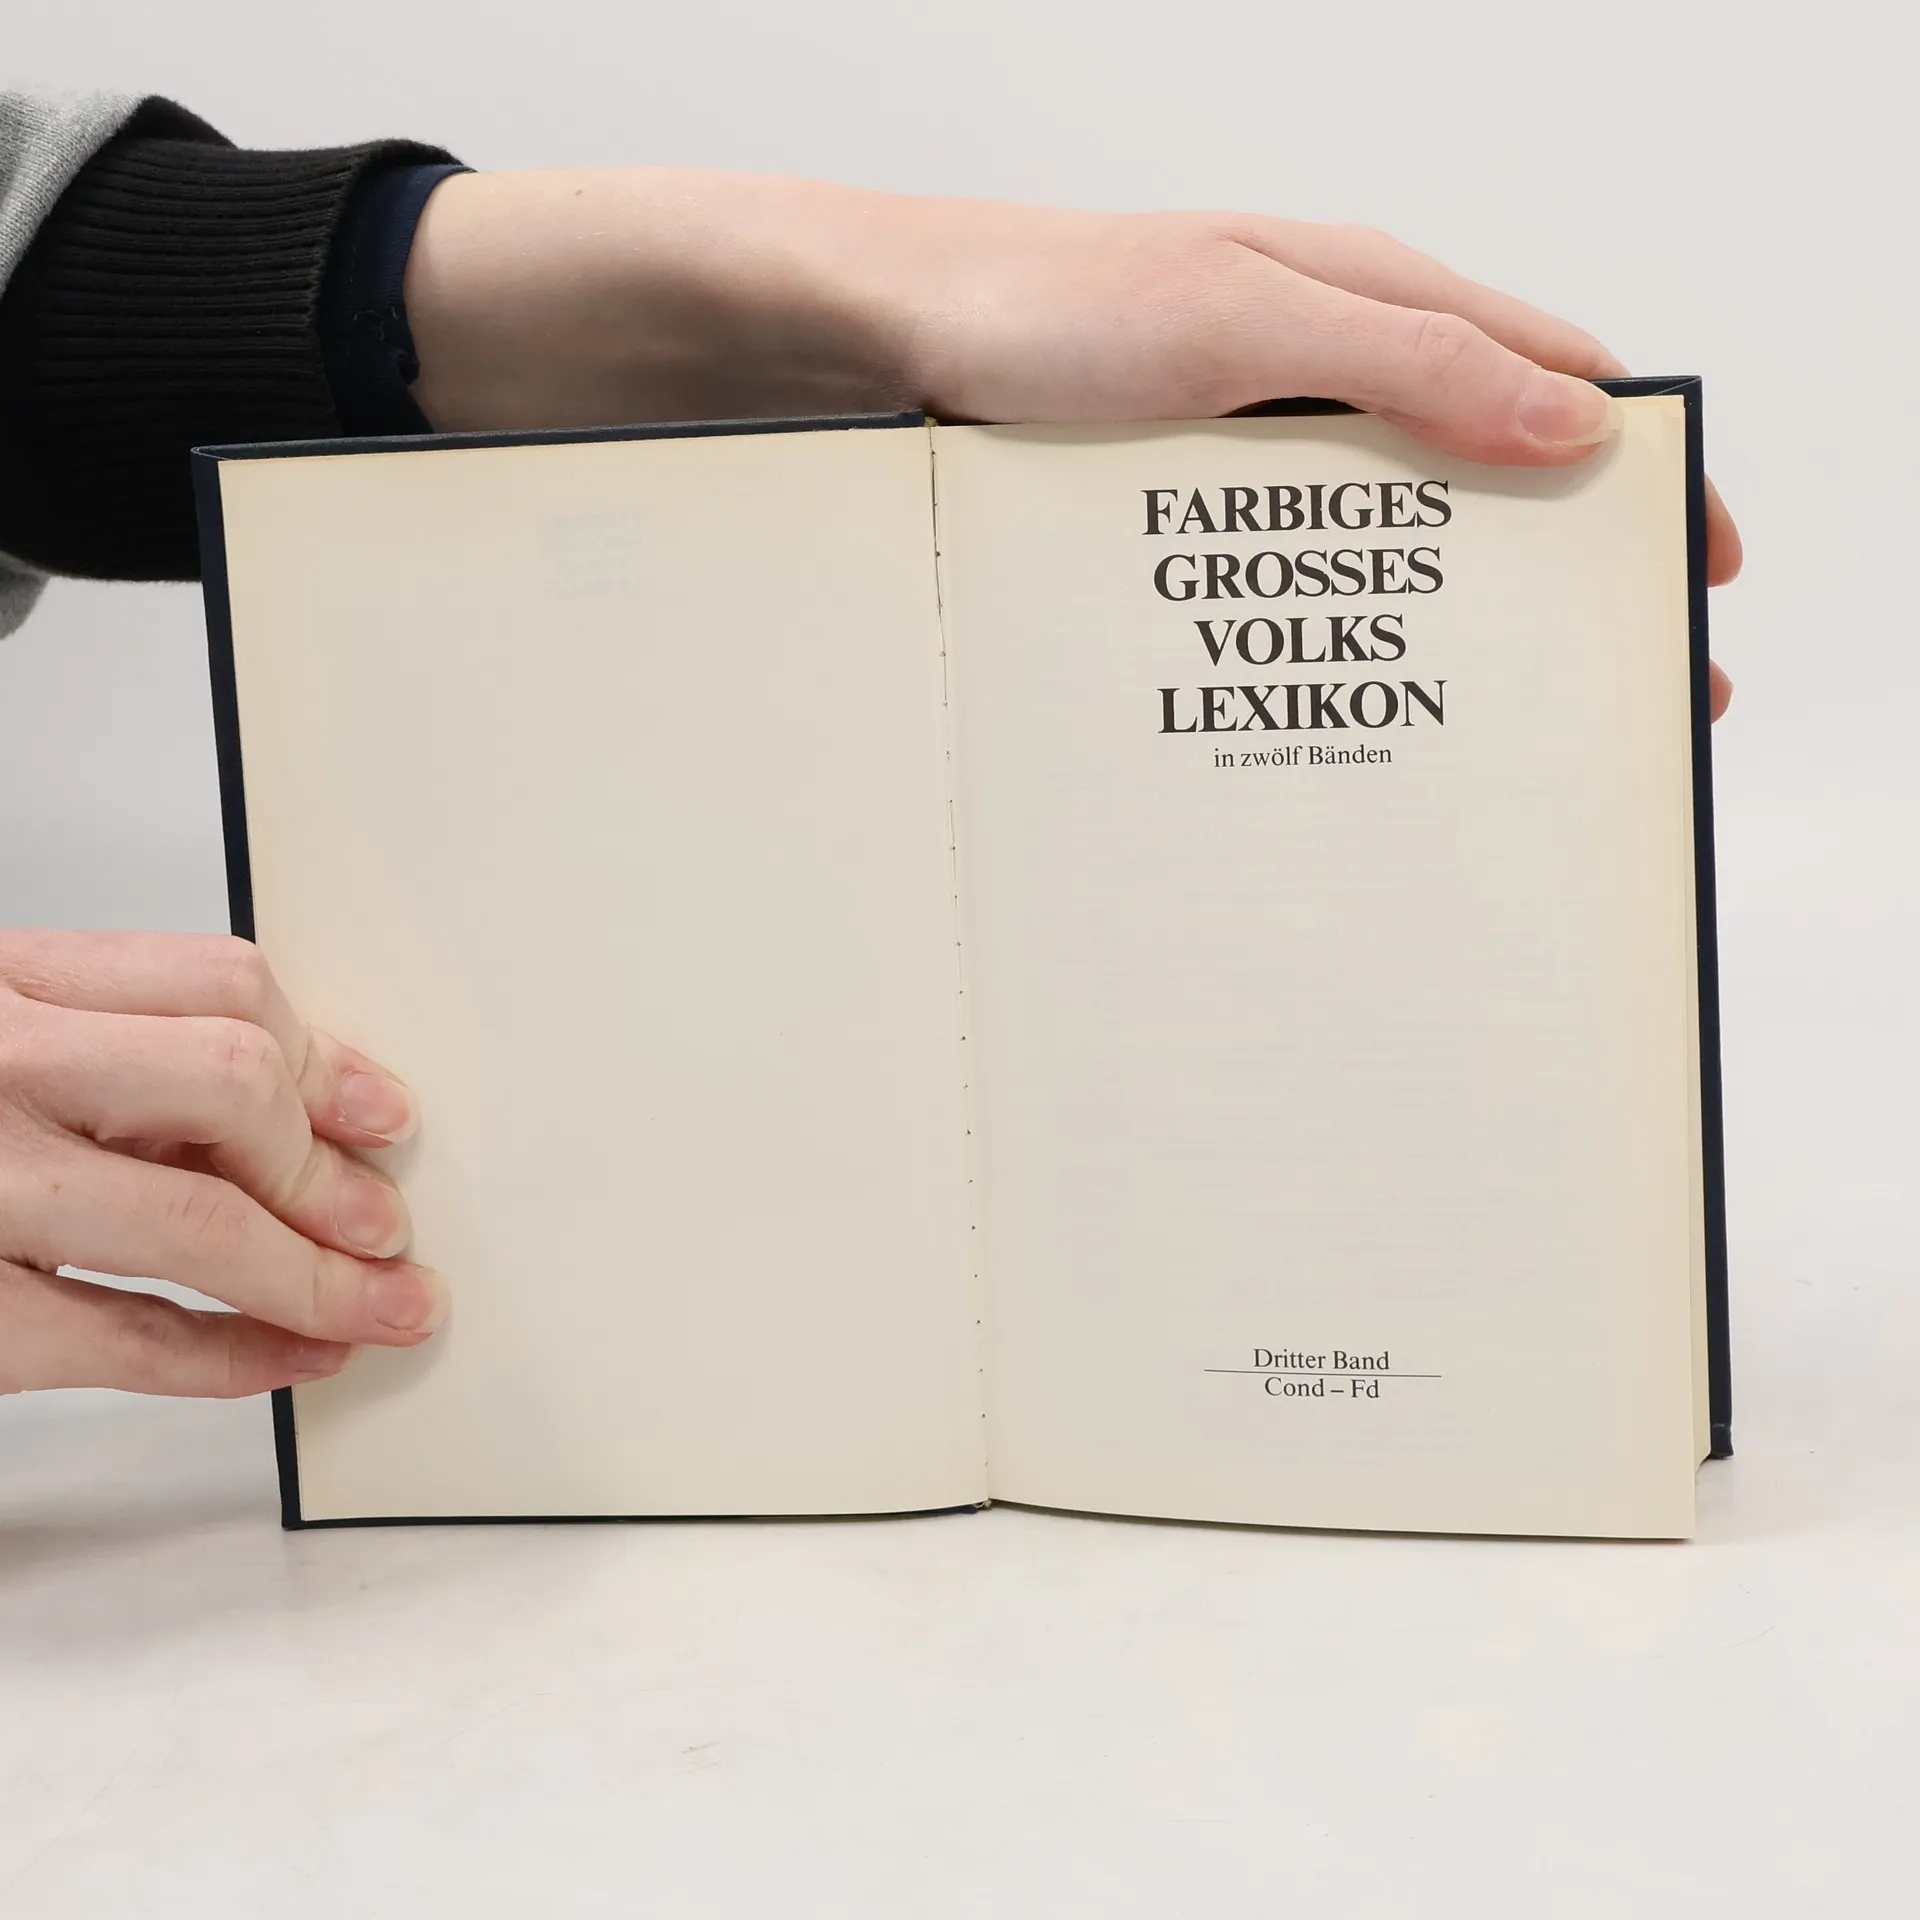 FARBIGES
GROSSES
VOLKS
LEXIKON
in zwölf Bänden
Dritter Band
Cond – Fd